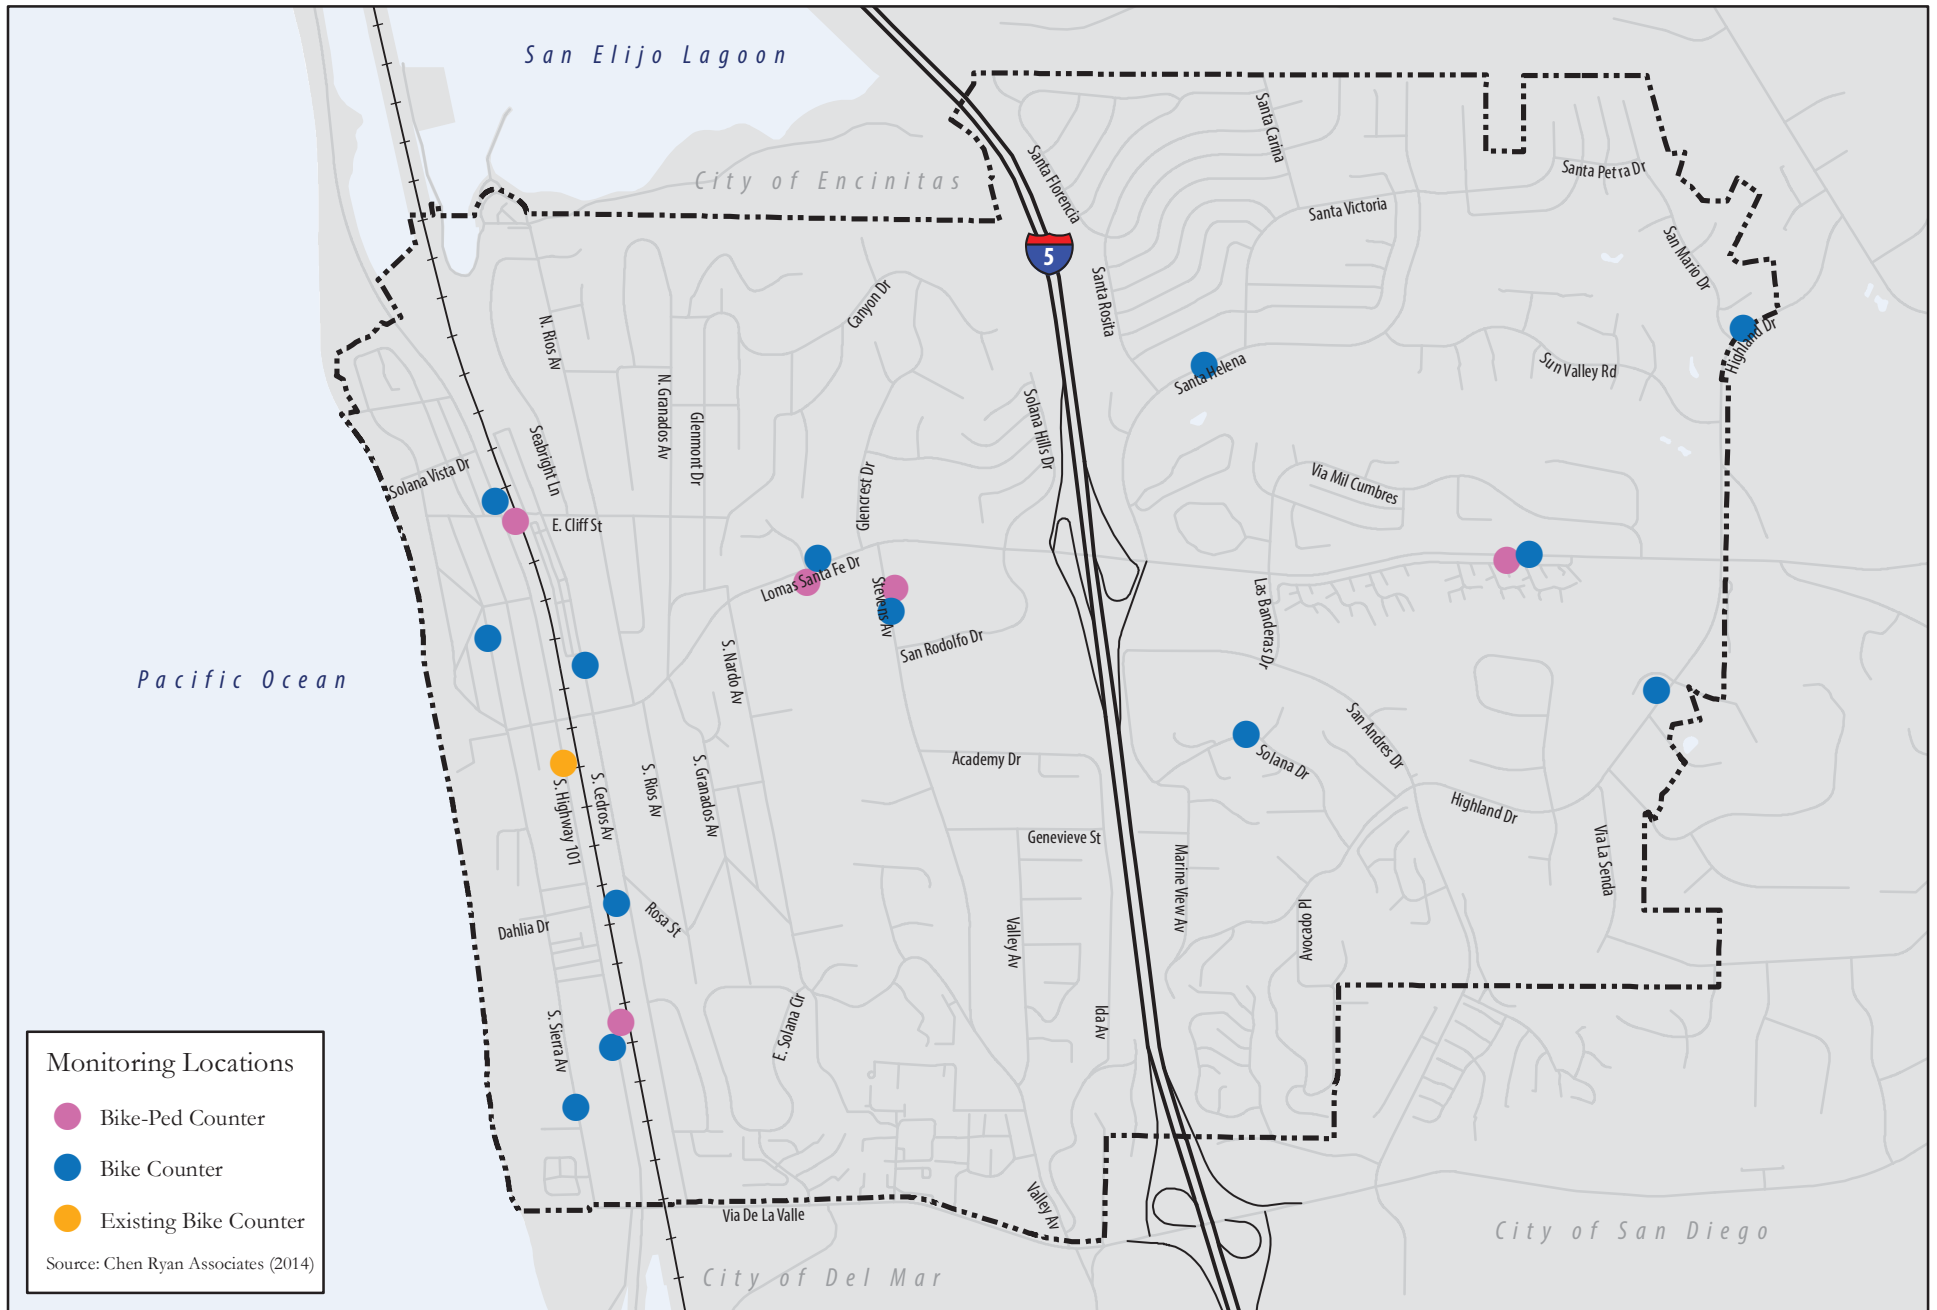 San Elijo Lagoon
City of Encinitas
Santa Carina
Santa Florencia
Santa Petra Dr
Santa Victoria
San Mario Dr
5
Santa Rosita
Canyon Dr
N. Rios Av
Highland Dr
Santa Helena
Sun Valley Rd
N. Granados Av
Glenmont Dr
Solana Hills Dr
Seabright Ln
Solana Vista Dr
Glencrest Dr
Via Mil Cumbres
E. Cliff St
Lomas Santa Fe Dr
Stevens Av
Las Banderas Dr
San Rodolfo Dr
S. Nardo Av
Pacific Ocean
San Andres Dr
Solana Dr
Academy Dr
S. Highway 101
S. Cedros Av
S. Rios Av
S. Granados Av
Highland Dr
Genevieve St
Marine View Av
Via La Senda
Rosa St
Dahlia Dr
Valley Av
Avocado Pl
S. Sierra Av
E. Solana Cir
Ida Av
Monitoring Locations
Bike-Ped Counter
Bike Counter
Existing Bike Counter
Source: Chen Ryan Associates (2014)
Via De La Valle
Valley Av
City of San Diego
City of Del Mar